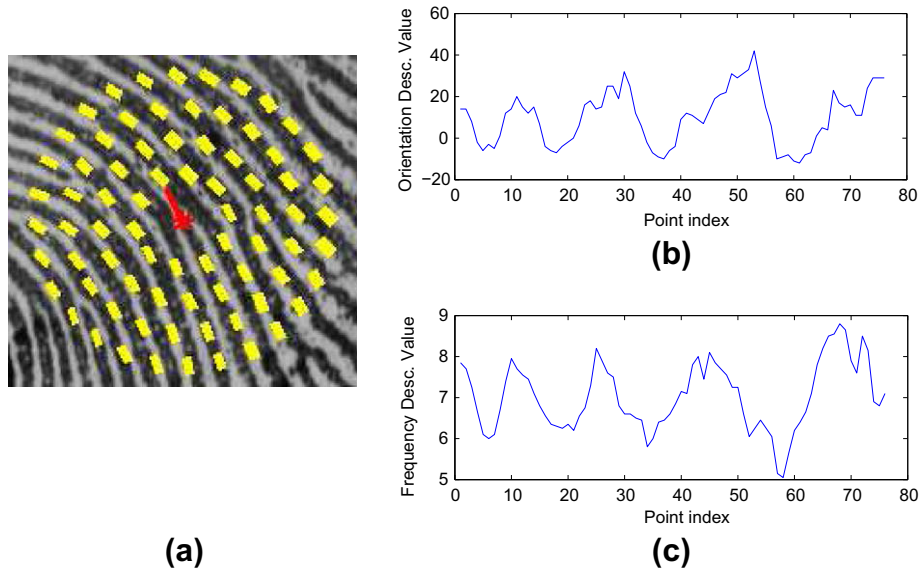 60
40
20
0
−20
0 10 20 30 40 50 60 70 80
Orientation Desc. Value
Point index
(b)
9
8
7
6
5
0 10 20 30 40 50 60 70 80
Frequency Desc. Value
Point index
(a)
(c)